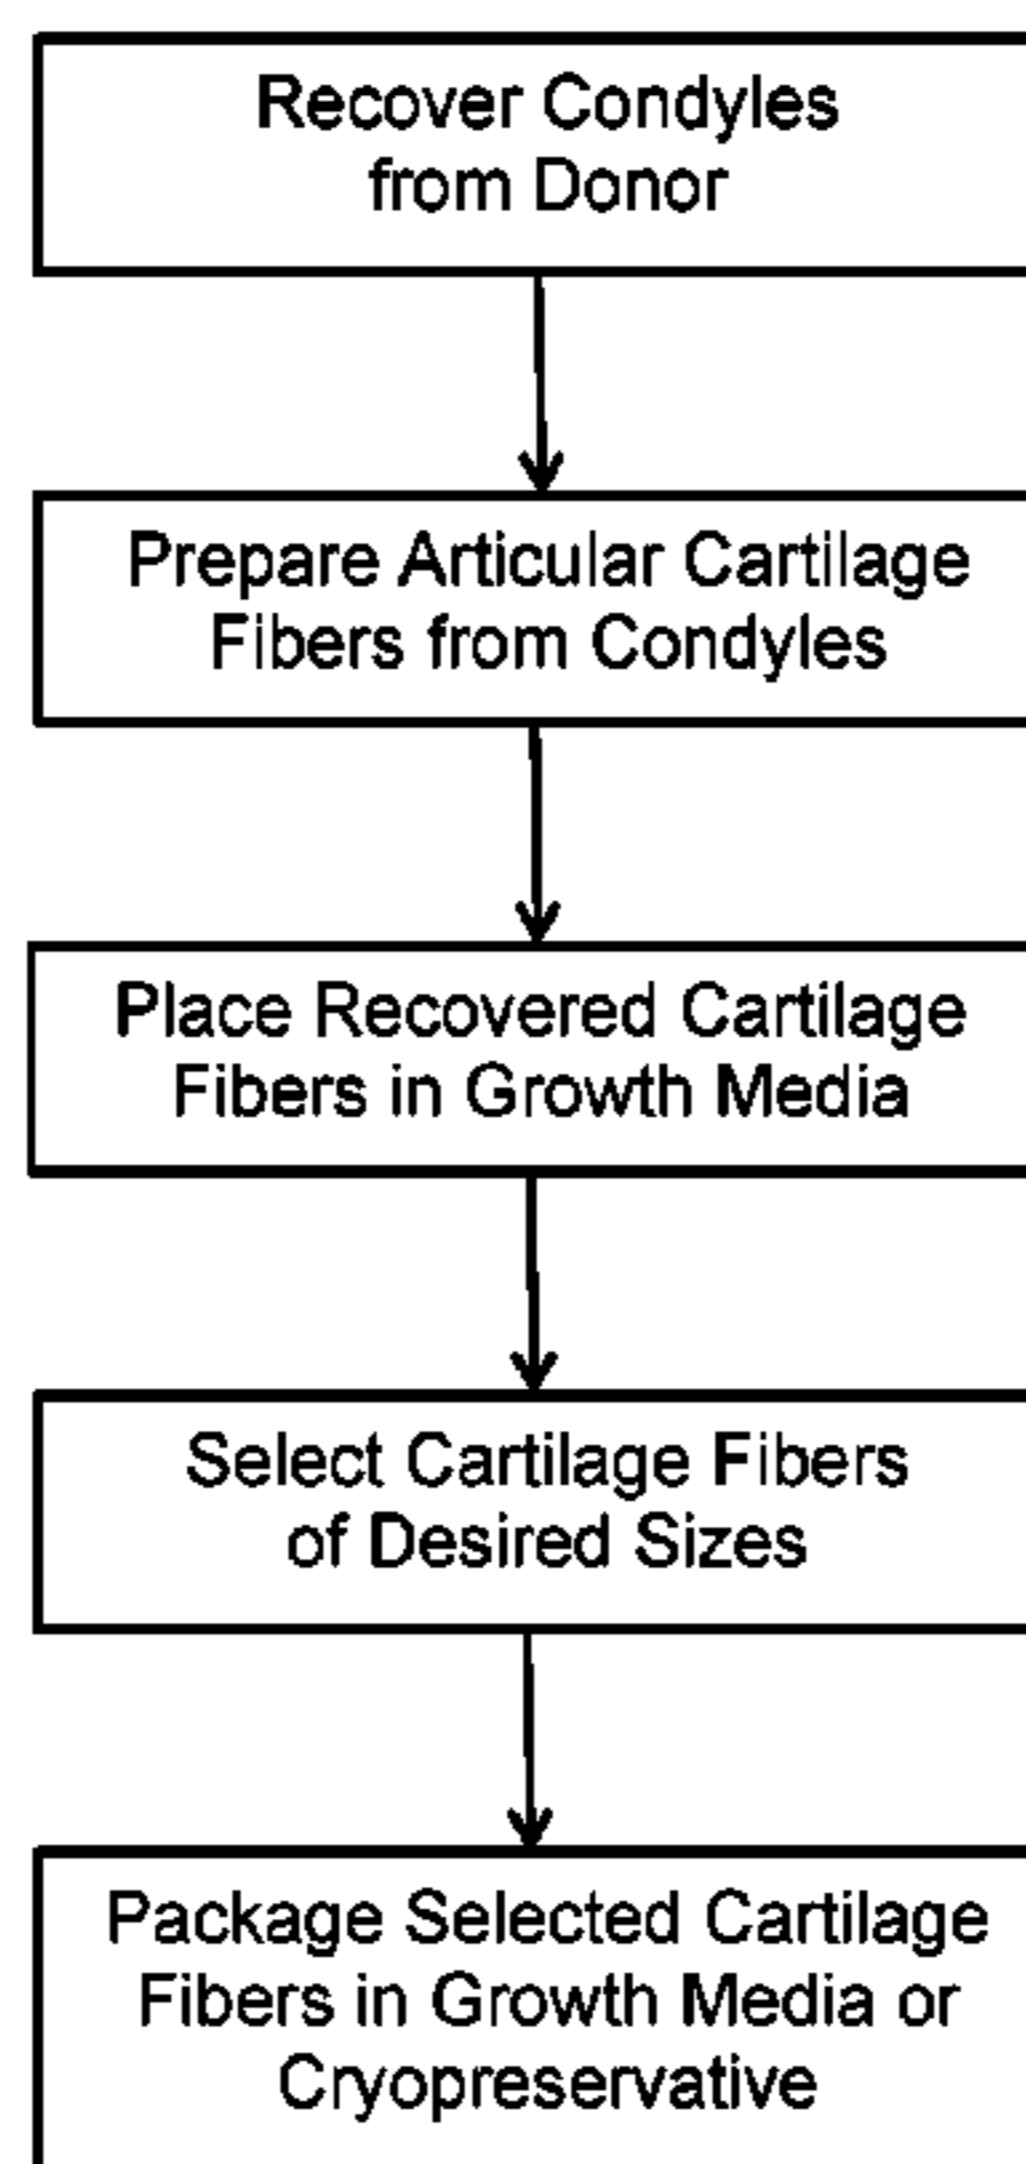 Recover Condyles
from Donor
Prepare Articular Cartilage
Fibers from Condyles
Place Recovered Cartilage
Fibers in Growth Media
Select Cartilage Fibers
of Desired Sizes
Package Selected Cartilage
Fibers in Growth Media or
Cryopreservative